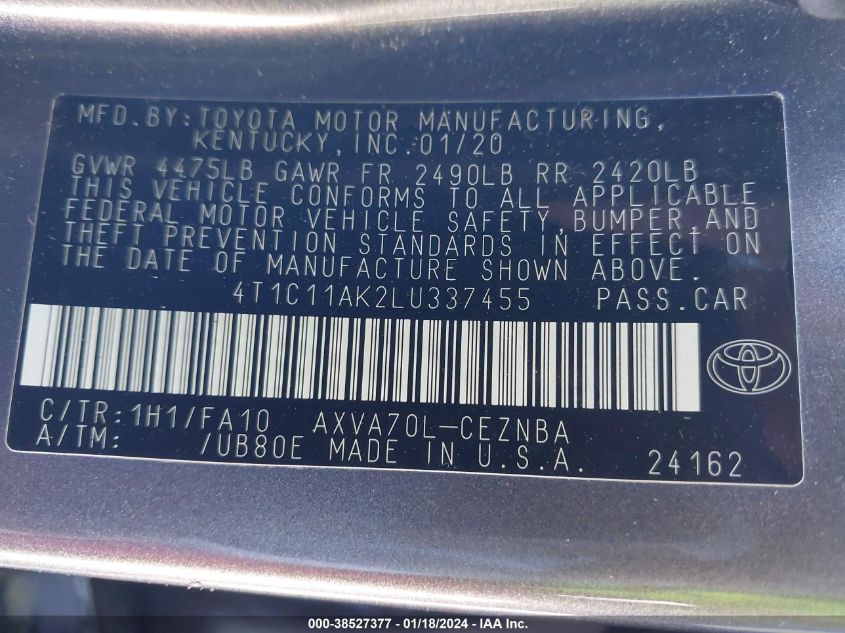 MFD.BY:TOYOTA MOTOR MANUFACTURING,
KENTUCKY,INC.01/20
GVWR 4475LB GAWR FR 2490LB RR 2420LB
THIS VEHICLE CONFORMS TO ALL APPLICABLE
FEDERAL MOTOR VEHICLE SAFETY,BUMPER,AND
THEFT PREVENTION STANDARDS IN EFFECT ON
THE DATE OF MANUFACTURE SHOWN ABOVE.
4T1C11AK2LU337455 PASS.CAR
C/TR:1H1/FA10 AXVA70L-CEZNBA
A/TM: /UB80E MADE IN U.S.A. 24162
000-38527377 - 01/18/2024 - IAA Inc.